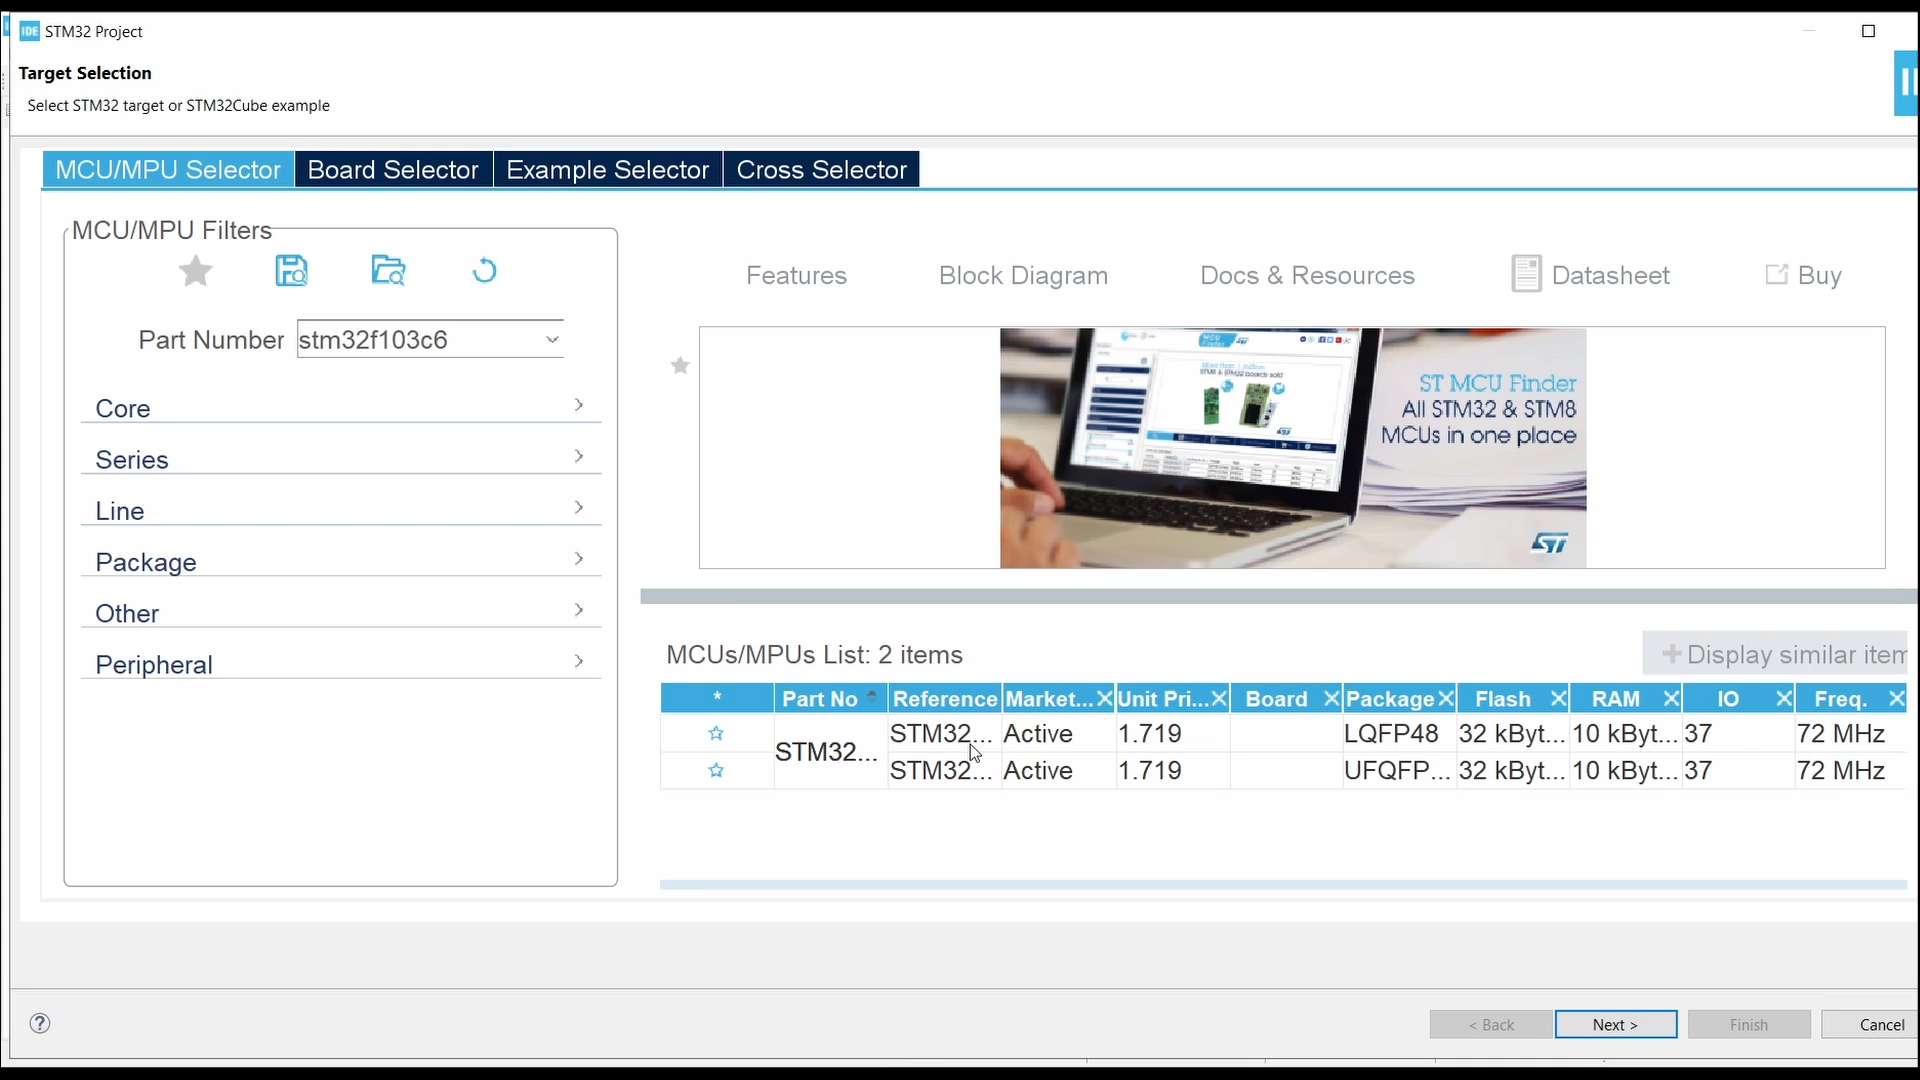 IDE STM32 Project
Target Selection
Select STM32 target or STM32Cube example
MCU/MPU Selector Board Selector Example Selector Cross Selector
MCU/MPU Filters
Features Block Diagram Docs & Resources Datasheet Buy
Part Number stm32f103c6
Core
Series
Line
Package
Other
Peripheral
ST MCU Finder
All STM32 & STM8
MCUs in one place
ST
MCUs/MPUs List: 2 items
+ Display similar item
* Part No Reference Market... Unit Pri... Board Package Flash RAM IO Freq.
STM32... STM32... Active 1.719 LQFP48 32 kByt... 10 kByt... 37 72 MHz
STM32... Active 1.719 UFQFP... 32 kByt... 10 kByt... 37 72 MHz
? < Back Next > Finish Cancel